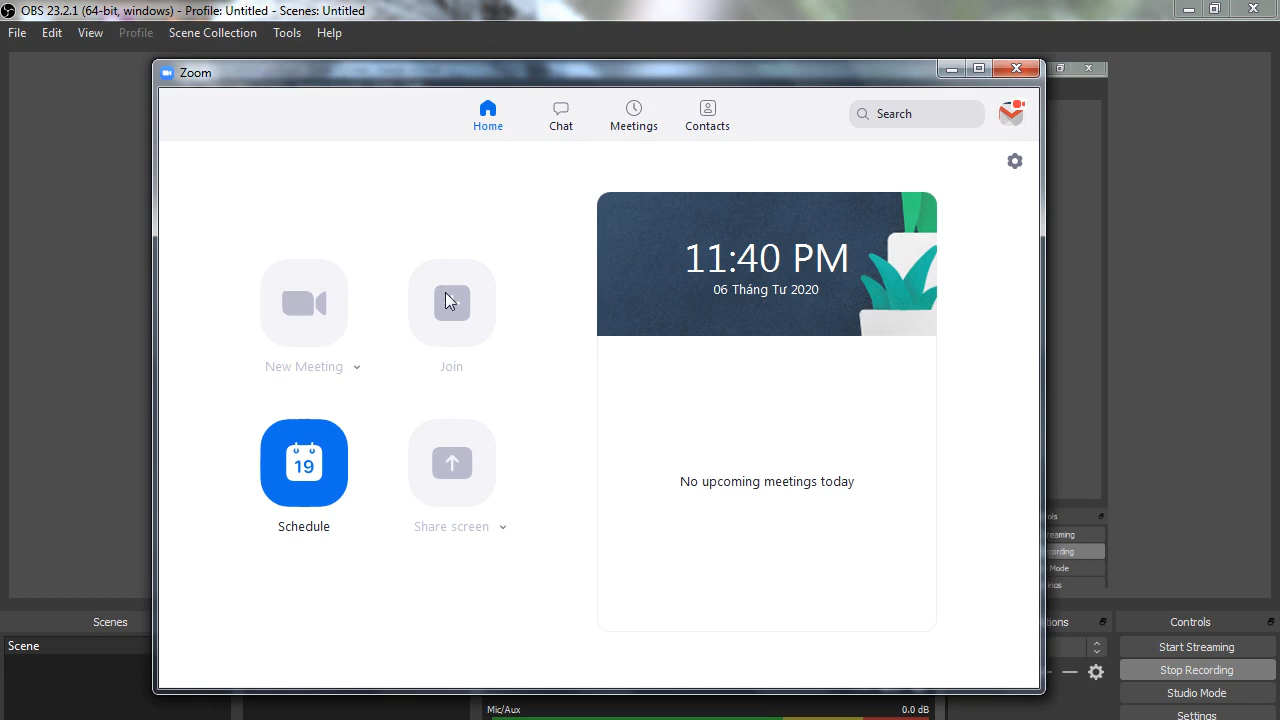 OBS 23.2.1 (64-bit, windows) - Profile: Untitled - Scenes: Untitled
File Edit View Profile Scene Collection Tools Help
Zoom
Home Chat Meetings Contacts
Search
11:40 PM
06 Tháng Tư 2020
New Meeting
Join
19
Schedule
Share screen
No upcoming meetings today
Scenes
Scene
Mic/Aux
0.0 dB
Controls
Start Streaming
Stop Recording
Studio Mode
Settings